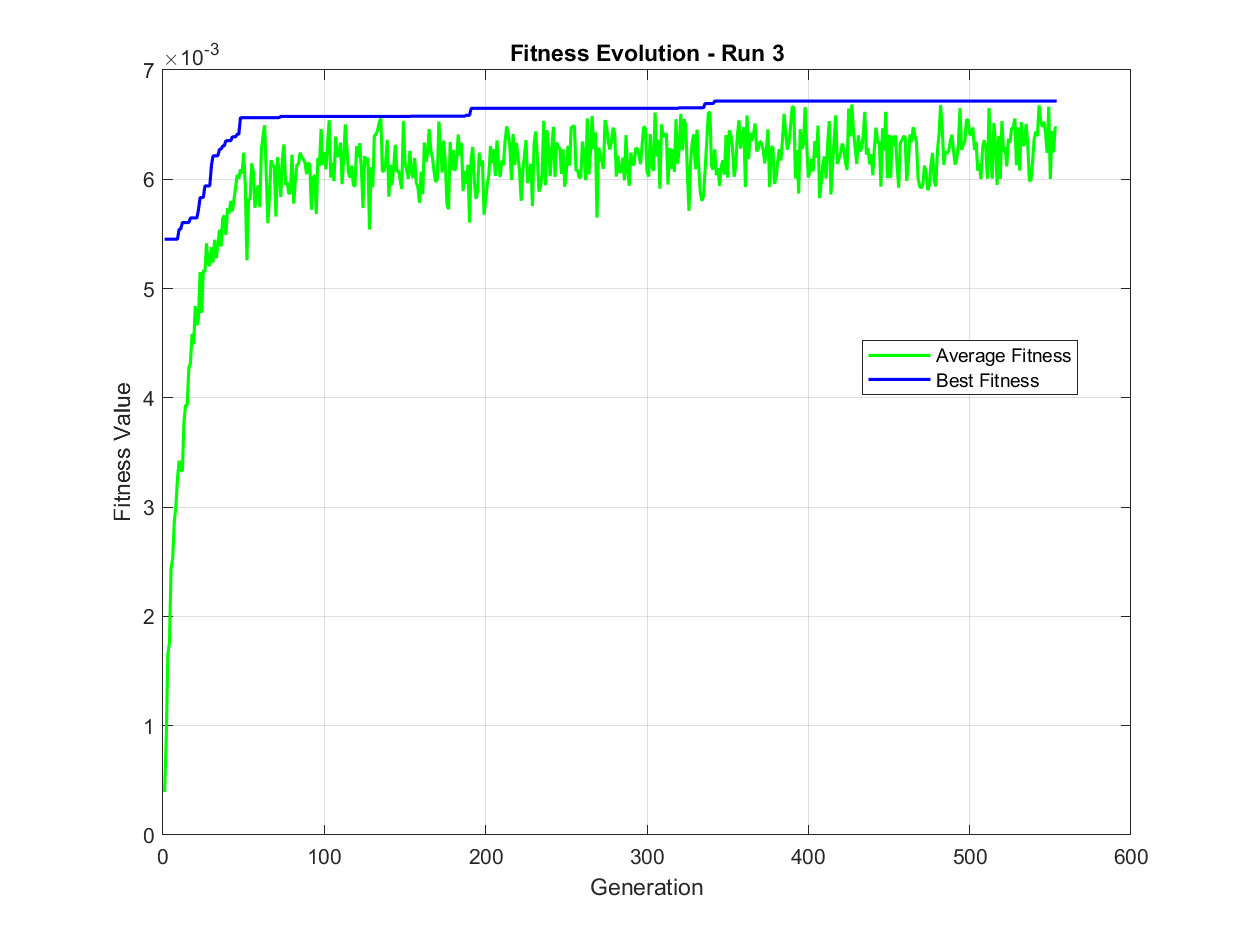 Fitness Evolution - Run 3
×10-3
7
6
5
4
3
2
1
0
Fitness Value
Average Fitness
Best Fitness
0 100 200 300 400 500 600
Generation